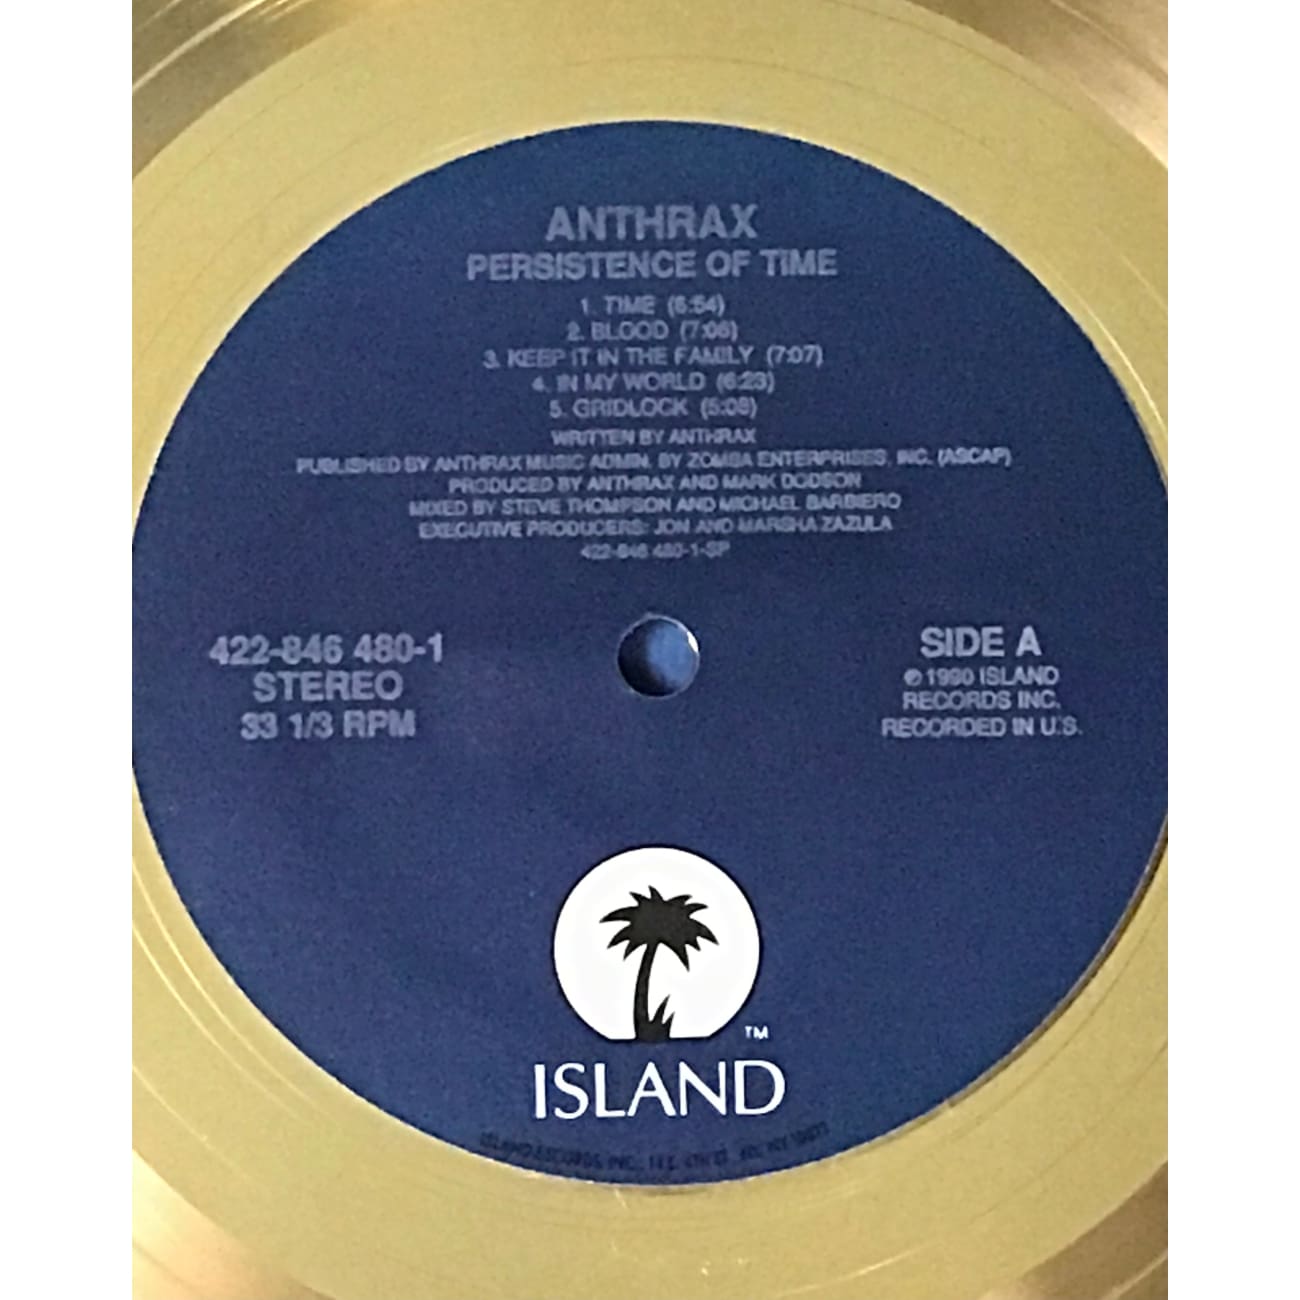 ANTHRAX
PERSISTENCE OF TIME
1. TIME (6:54)
2. BLOOD (7:06)
3. KEEP IT IN THE FAMILY (7:07)
4. IN MY WORLD (6:23)
5. GRIDLOCK (5:08)
WRITTEN BY ANTHRAX
PUBLISHED BY ANTHRAX MUSIC ADMIN. BY ZOMBA ENTERPRISES, INC. (ASCAP)
PRODUCED BY ANTHRAX AND MARK DODSON
MIXED BY STEVE THOMPSON AND MICHAEL BARBIERO
EXECUTIVE PRODUCERS: JON AND MARSHA ZAZULA
422-846 480-1-SP
422-846 480-1
STEREO
33 1/3 RPM
SIDE A
℗ 1990 ISLAND
RECORDS INC.
RECORDED IN U.S.
TM
ISLAND
ISLAND RECORDS, INC.